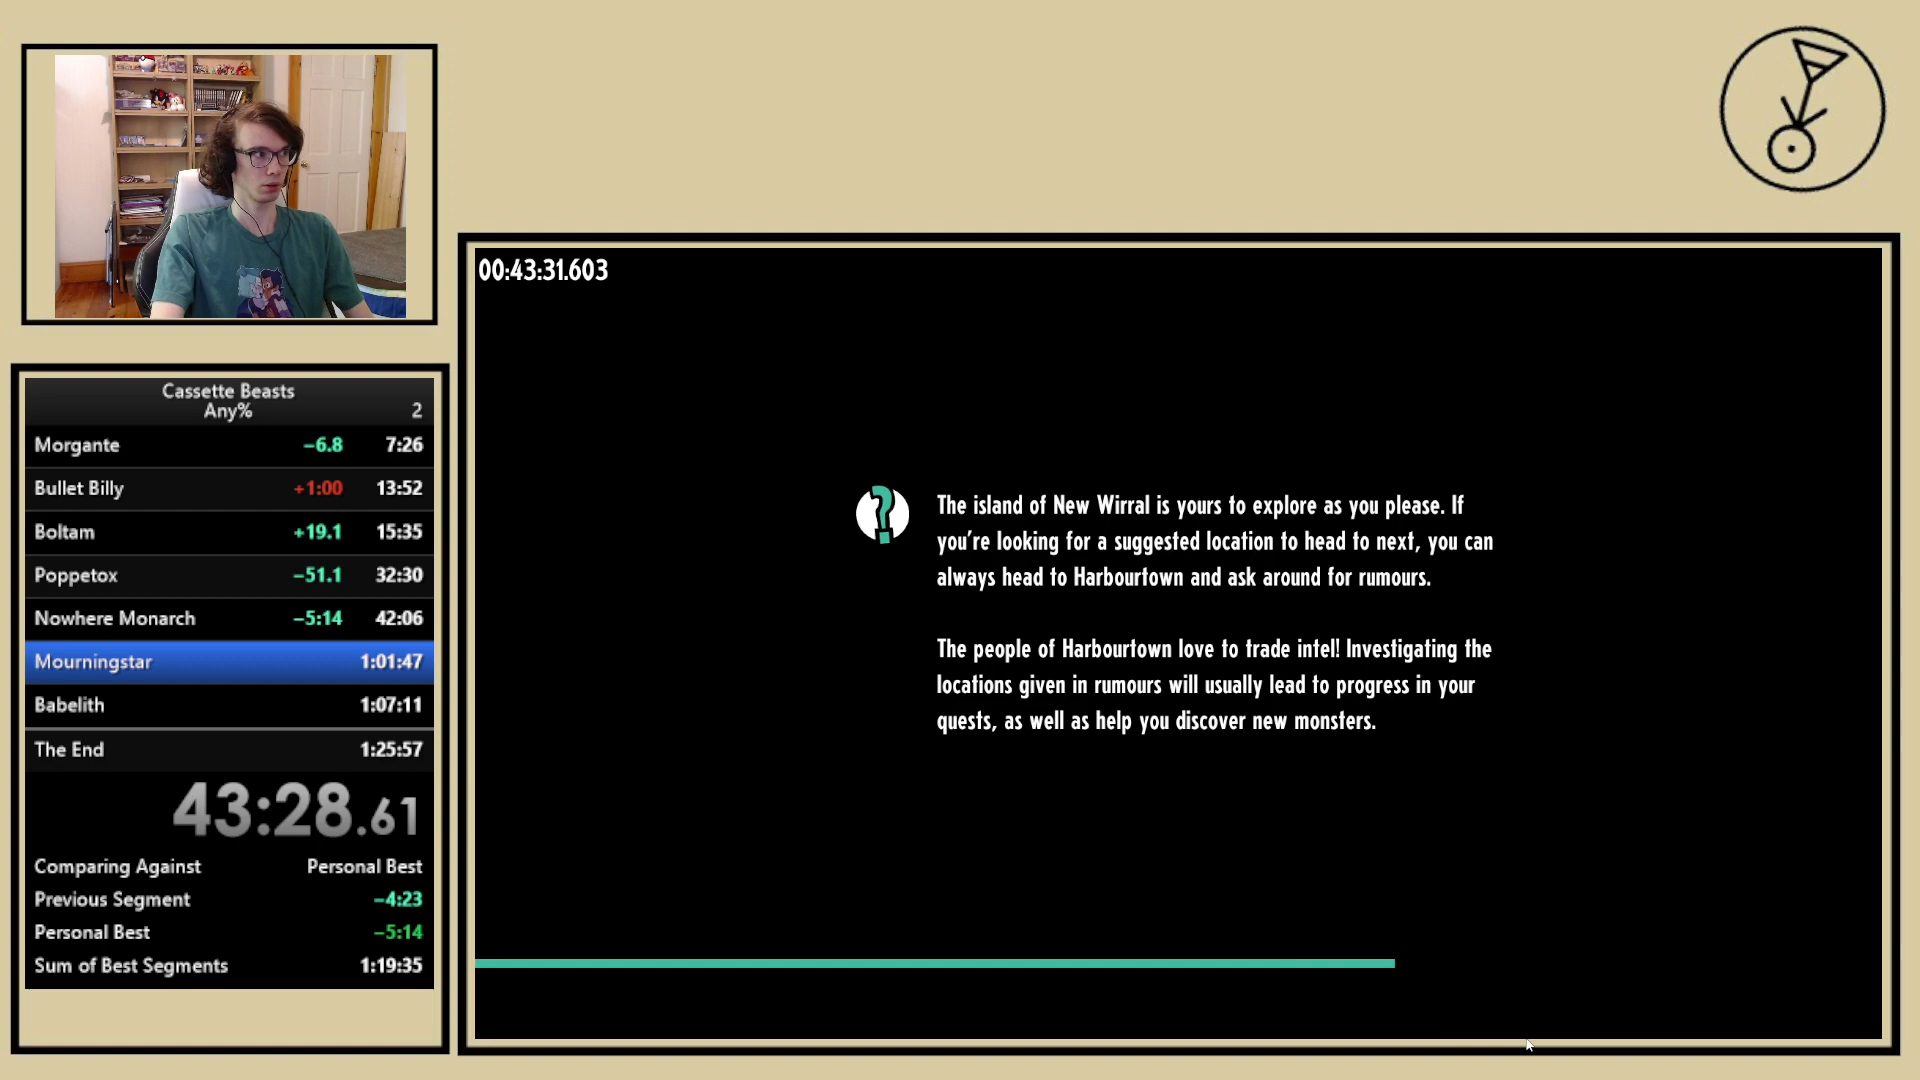 00:43:31.603
Cassette Beasts
Any% 2
Morgante -6.8 7:26
Bullet Billy +1:00 13:52
Boltam +19.1 15:35
Poppetox -51.1 32:30
Nowhere Monarch -5:14 42:06
Mourningstar 1:01:47
Babelith 1:07:11
The End 1:25:57
43:28.61
Comparing Against Personal Best
Previous Segment -4:23
Personal Best -5:14
Sum of Best Segments 1:19:35
?
The island of New Wirral is yours to explore as you please. If
you're looking for a suggested location to head to next, you can
always head to Harbourtown and ask around for rumours.
The people of Harbourtown love to trade intel! Investigating the
locations given in rumours will usually lead to progress in your
quests, as well as help you discover new monsters.